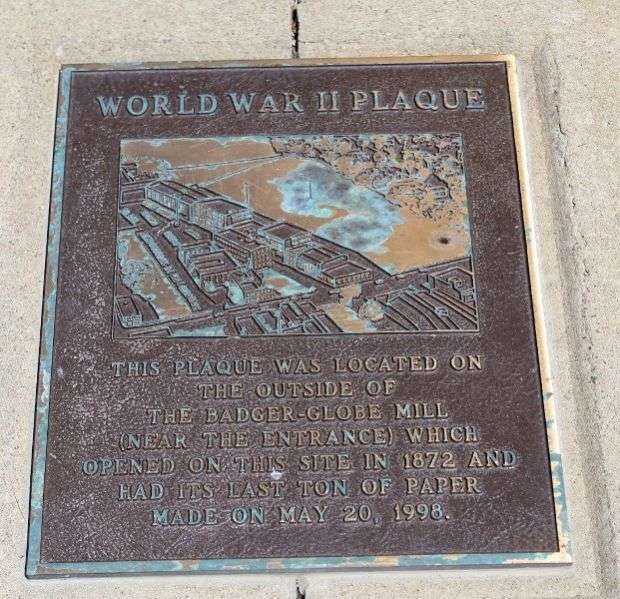 WORLD WAR II PLAQUE
THIS PLAQUE WAS LOCATED ON
THE OUTSIDE OF
THE BADGER-GLOBE MILL
(NEAR THE ENTRANCE) WHICH
OPENED ON THIS SITE IN 1872 AND
HAD ITS LAST TON OF PAPER
MADE ON MAY 20, 1998.